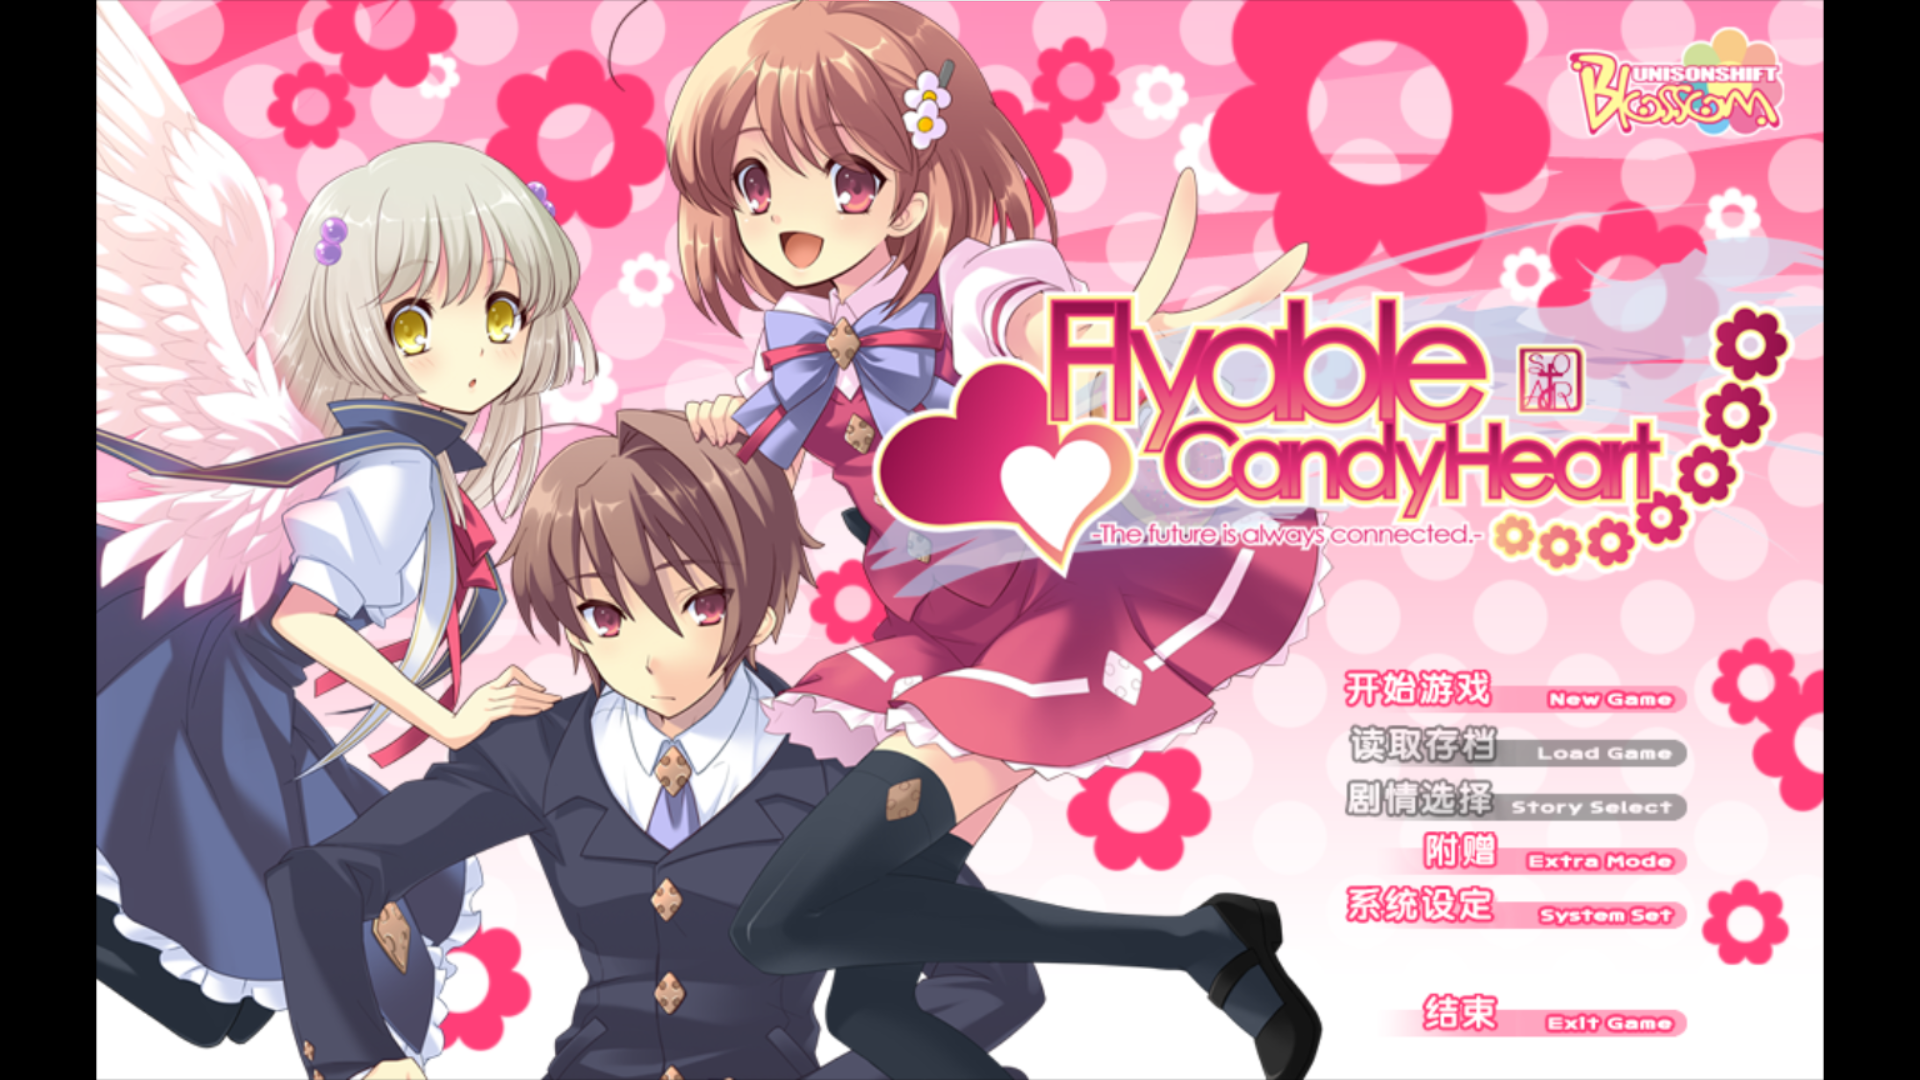 UNISONSHIFT
Blossom
Flyable
SOAR
CandyHeart
-The future is always connected.-
开始游戏 New Game
读取存档 Load Game
剧情选择 Story Select
附赠 Extra Mode
系统设定 System Set
结束 Exit Game